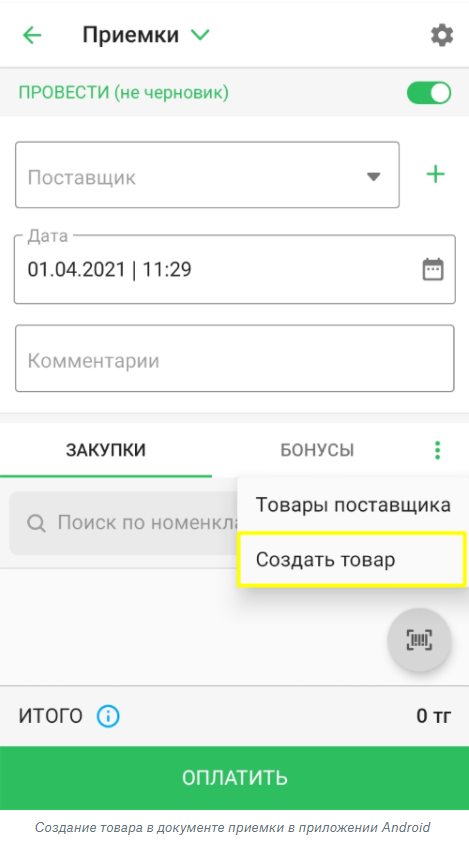 Приемки
ПРОВЕСТИ (не черновик)
Поставщик
Дата
01.04.2021 | 11:29
Комментарии
ЗАКУПКИ
БОНУСЫ
Товары поставщика
Поиск по номенкла
Создать товар
ИТОГО
0 тг
ОПЛАТИТЬ
Создание товара в документе приемки в приложении Android